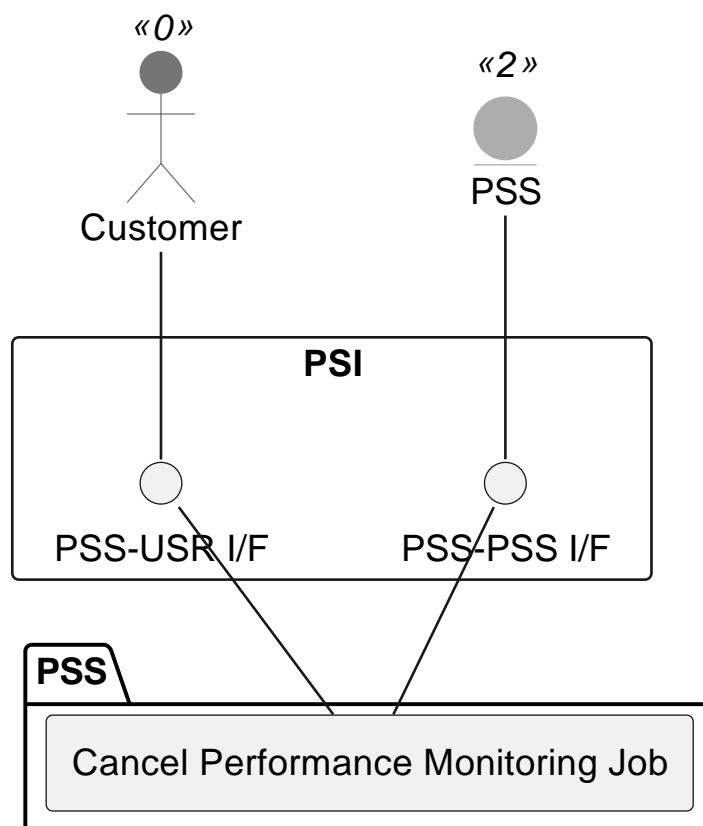 «0»
«2»
PSS
Customer
PSI
PSS-USR I/F
PSS-PSS I/F
PSS
Cancel Performance Monitoring Job